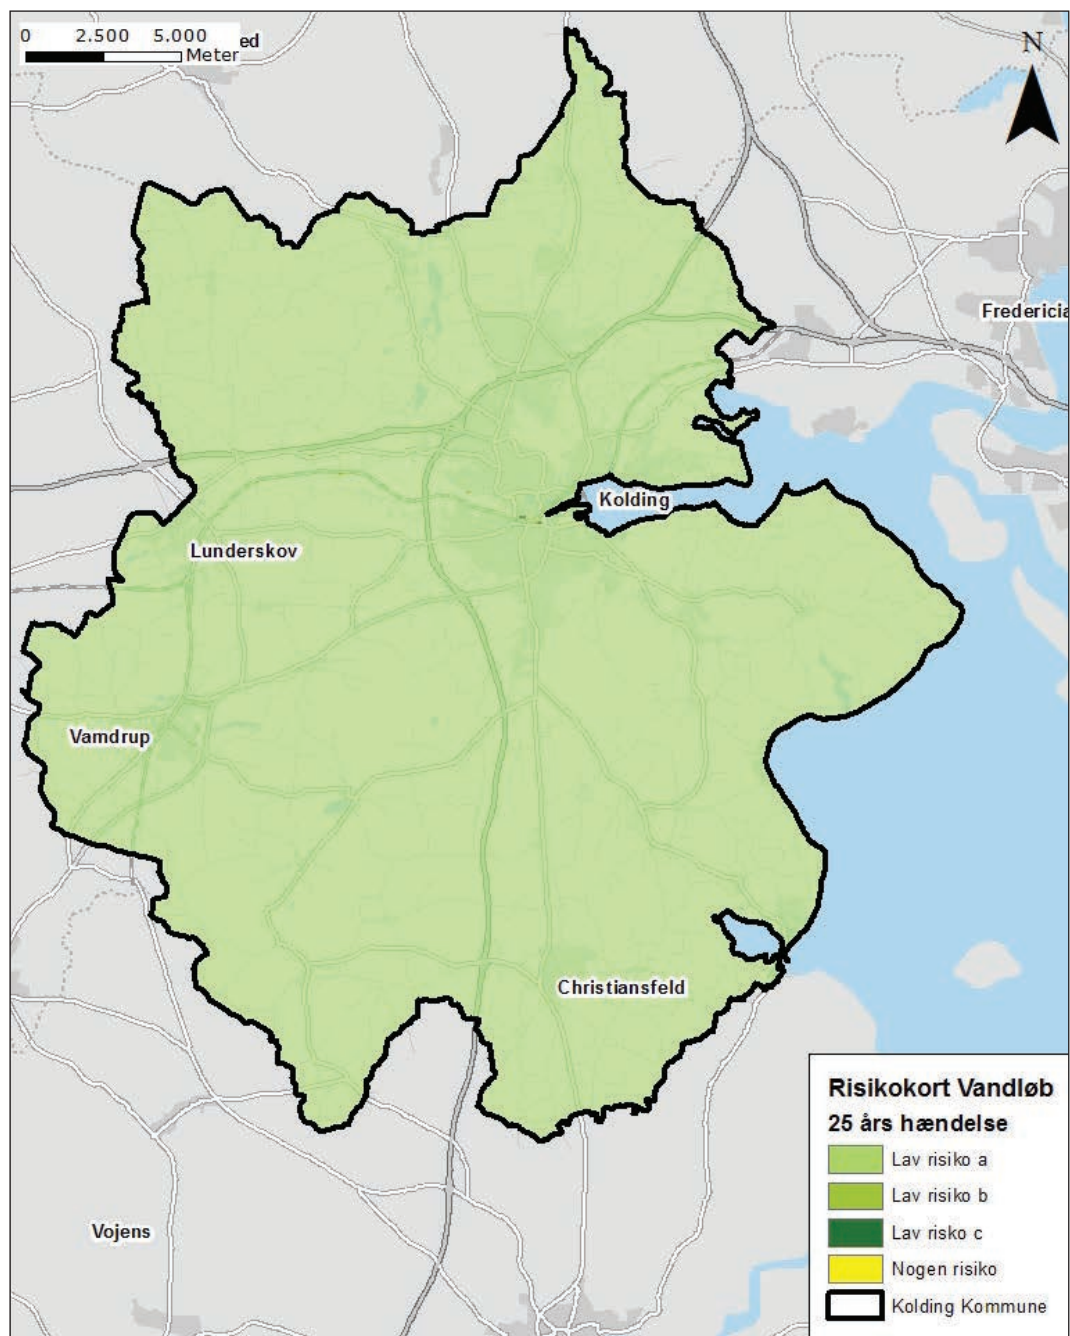 0 2.500 5.000
Meter
ed
N
Fredericia
Kolding
Lunderskov
Vamdrup
Christiansfeld
Vojens
Risikokort Vandløb
25 års hændelse
Lav risiko a
Lav risiko b
Lav risko c
Nogen risiko
Kolding Kommune